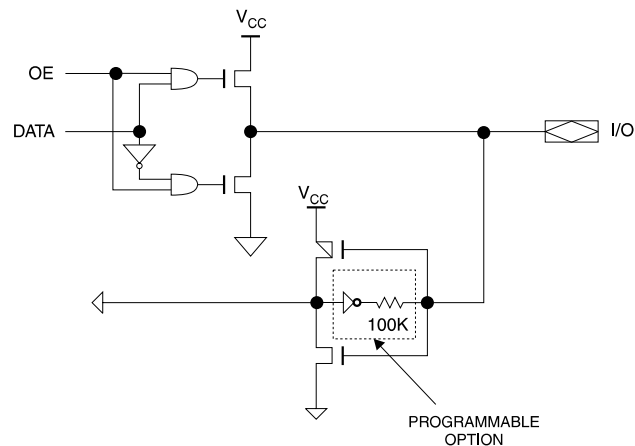 VCC
OE
DATA
I/O
VCC
100K
PROGRAMMABLE
OPTION